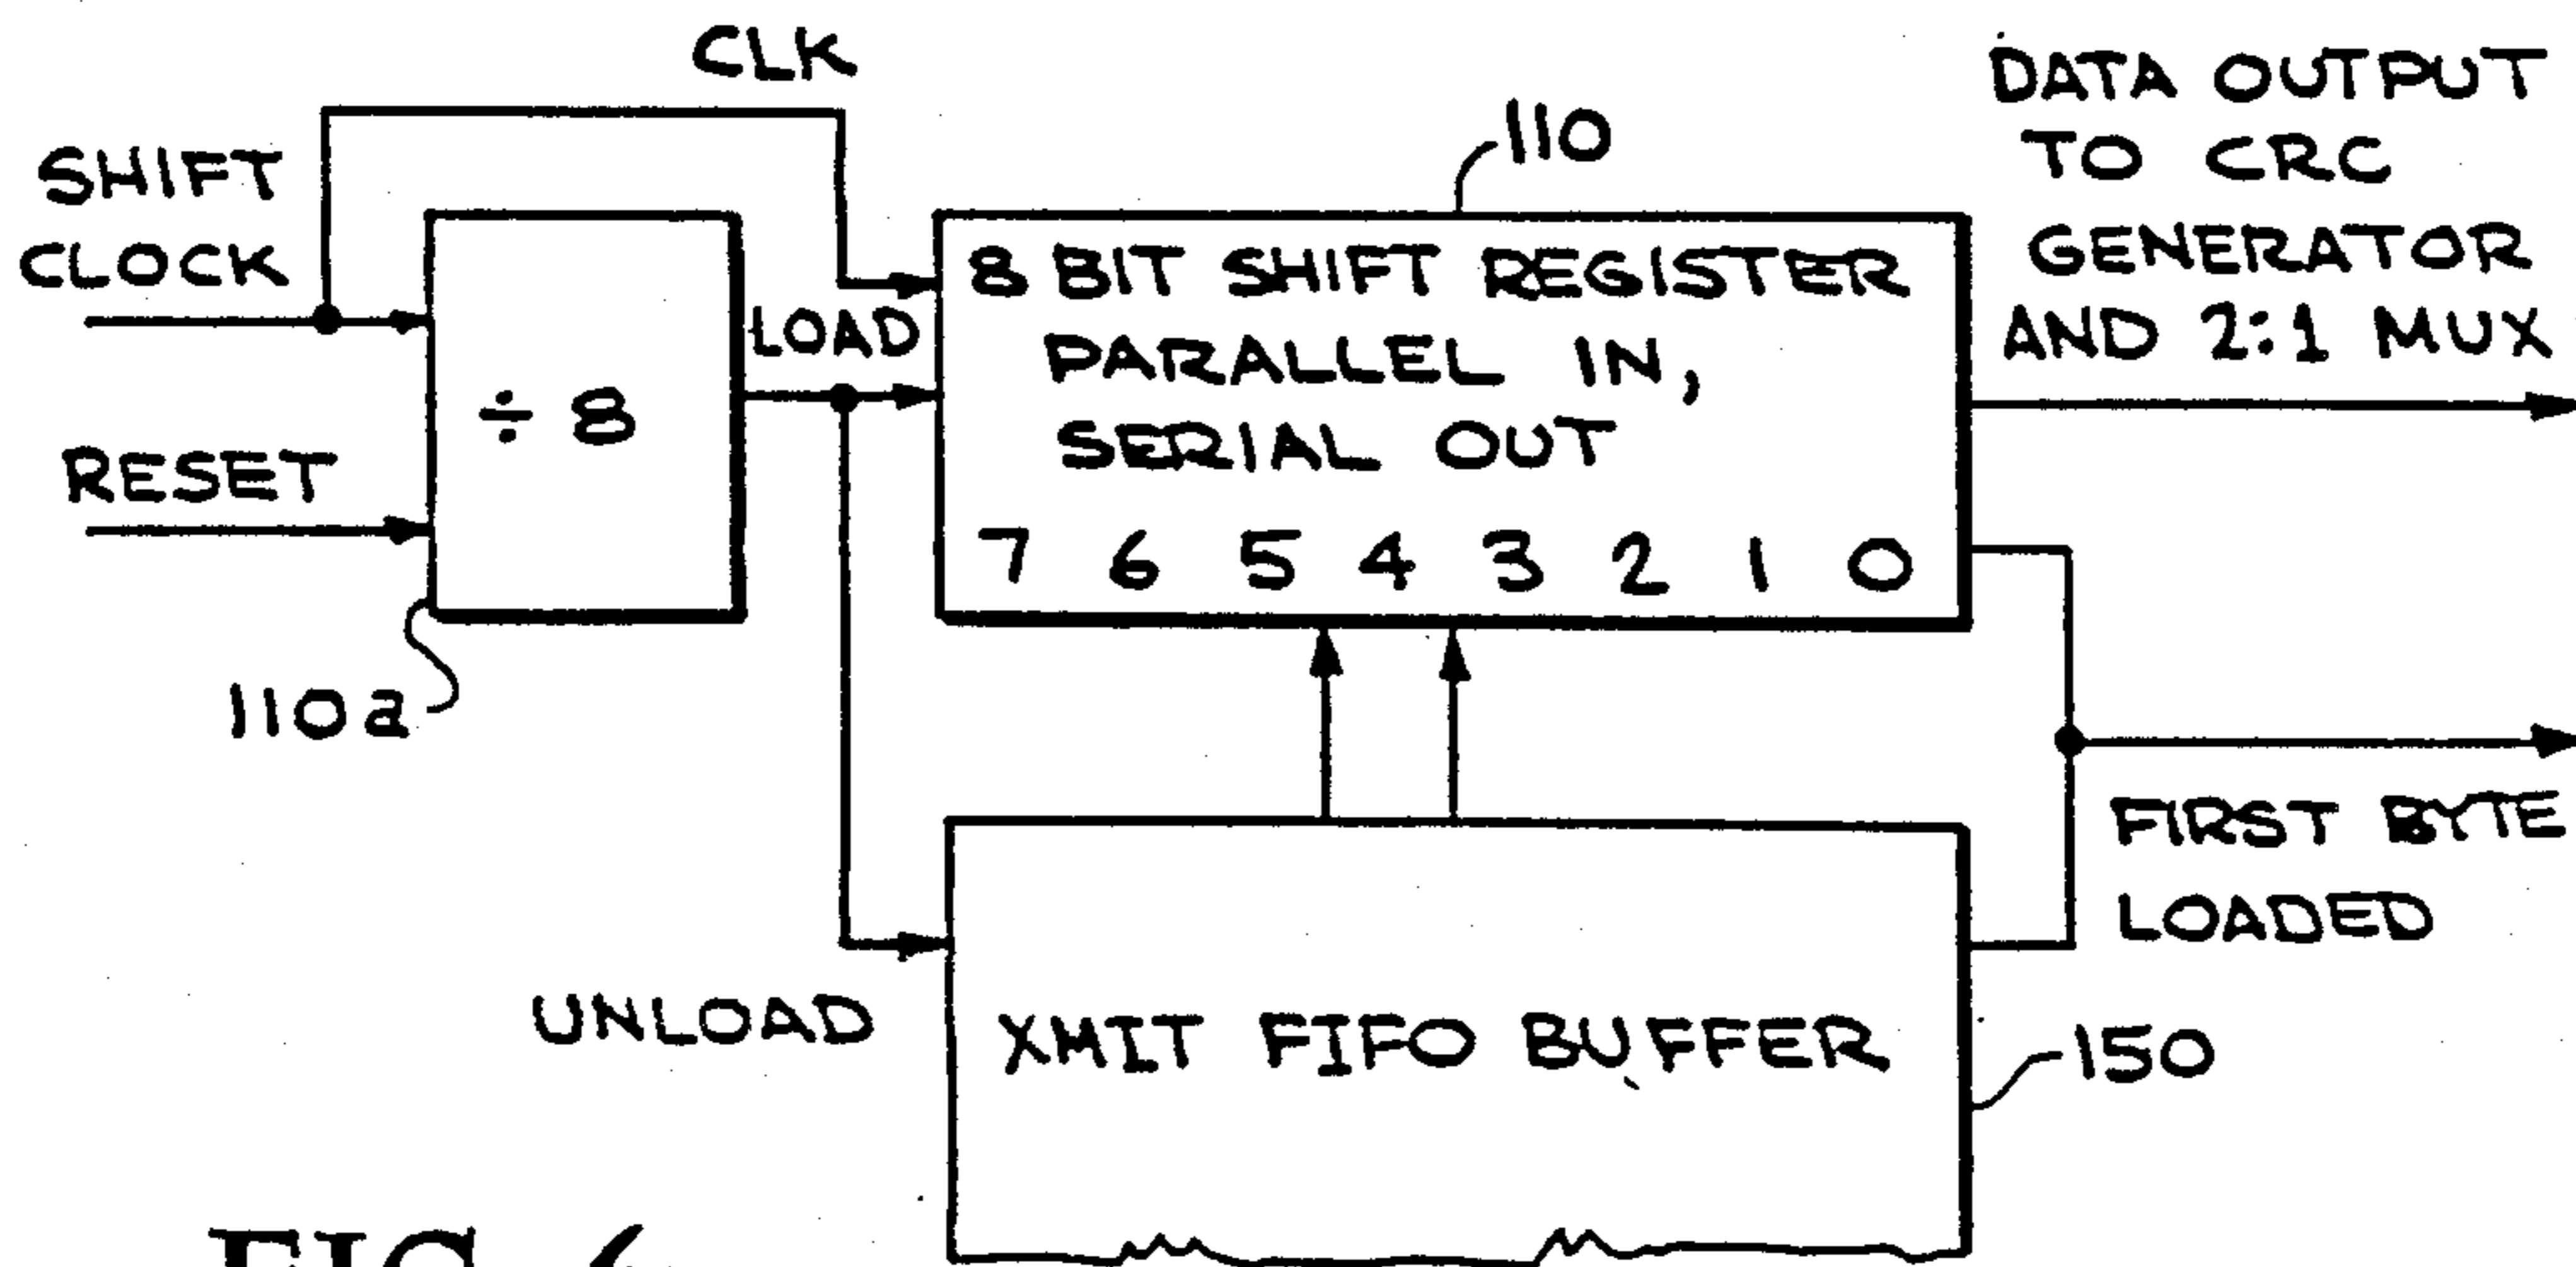 CLK
SHIFT
CLOCK
RESET
÷ 8
110a
LOAD
110
8 BIT SHIFT REGISTER
PARALLEL IN,
SERIAL OUT
7 6 5 4 3 2 1 0
DATA OUTPUT
TO CRC
GENERATOR
AND 2:1 MUX
FIRST BYTE
LOADED
UNLOAD
XMIT FIFO BUFFER
150